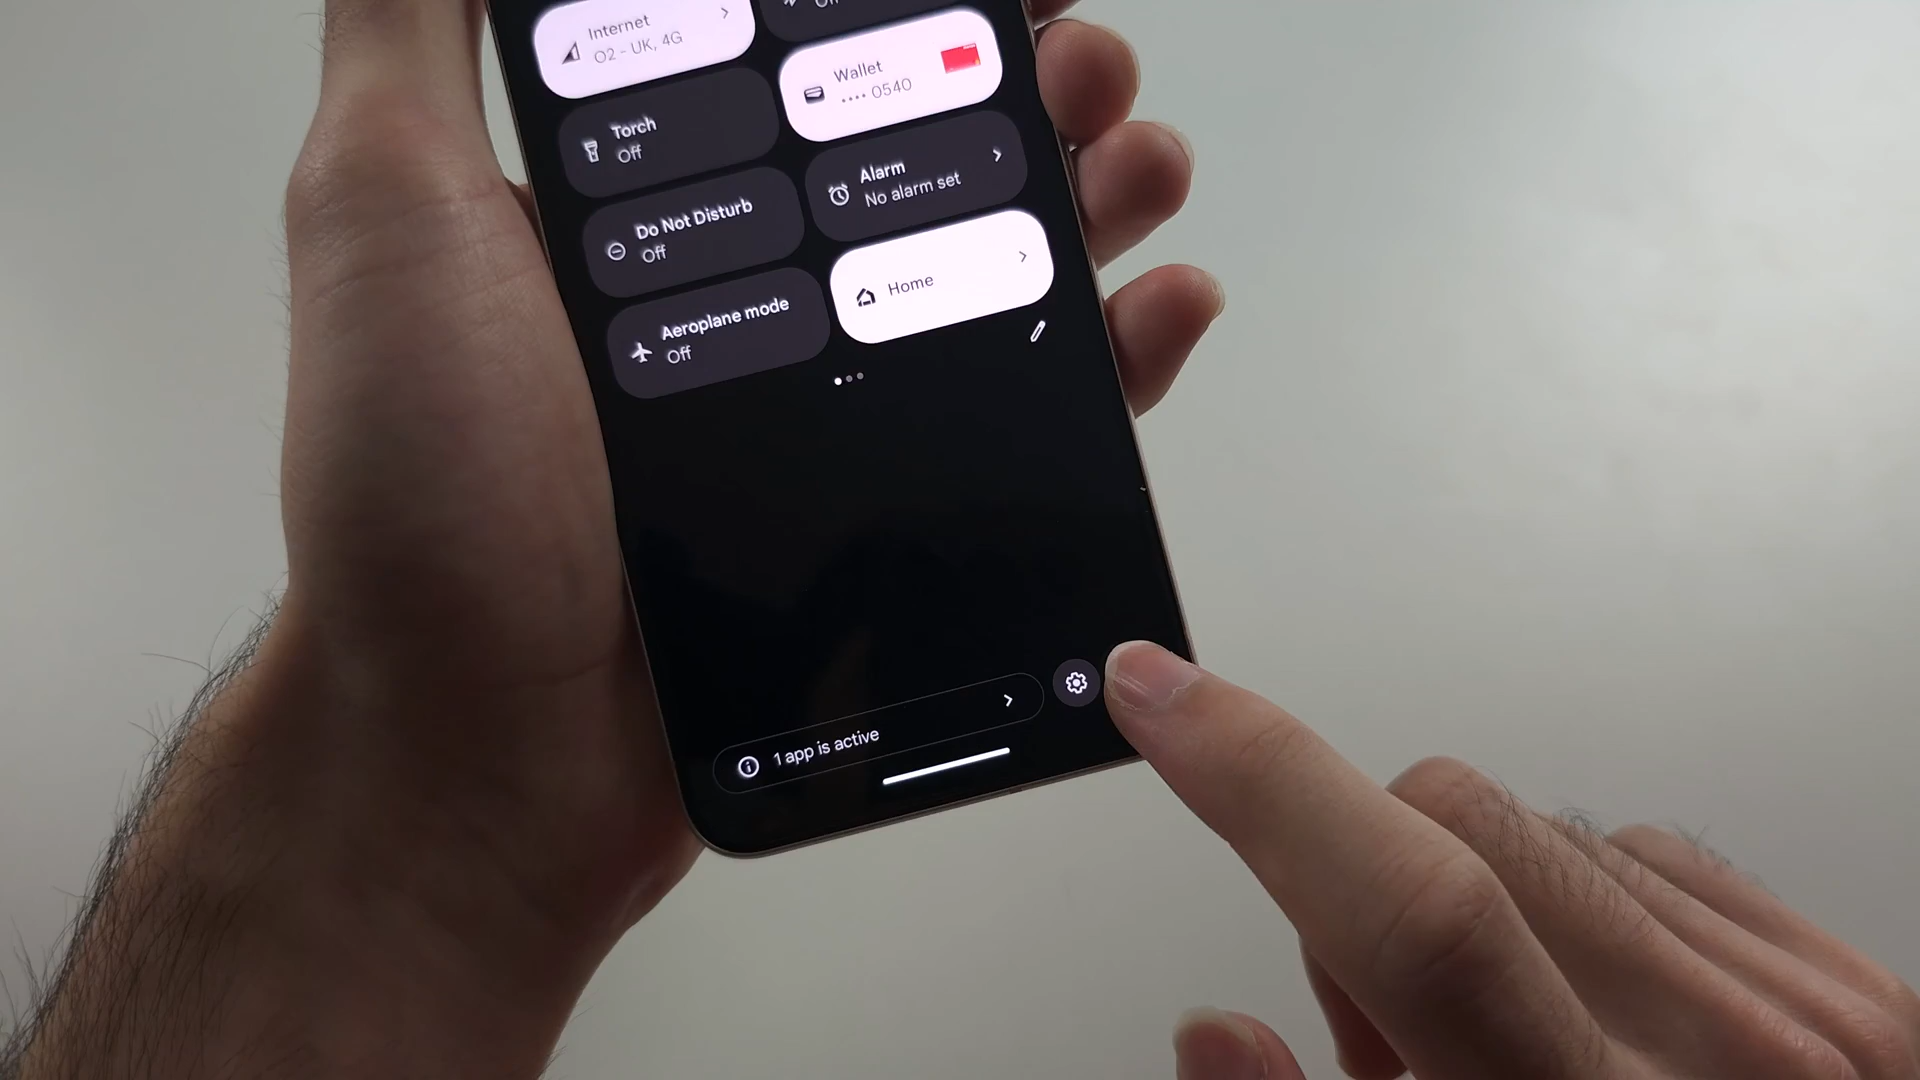 Internet
O2 - UK, 4G
Off
Wallet
•••• 0540
Torch
Off
Alarm
No alarm set
Do Not Disturb
Off
Home
Aeroplane mode
Off
1 app is active